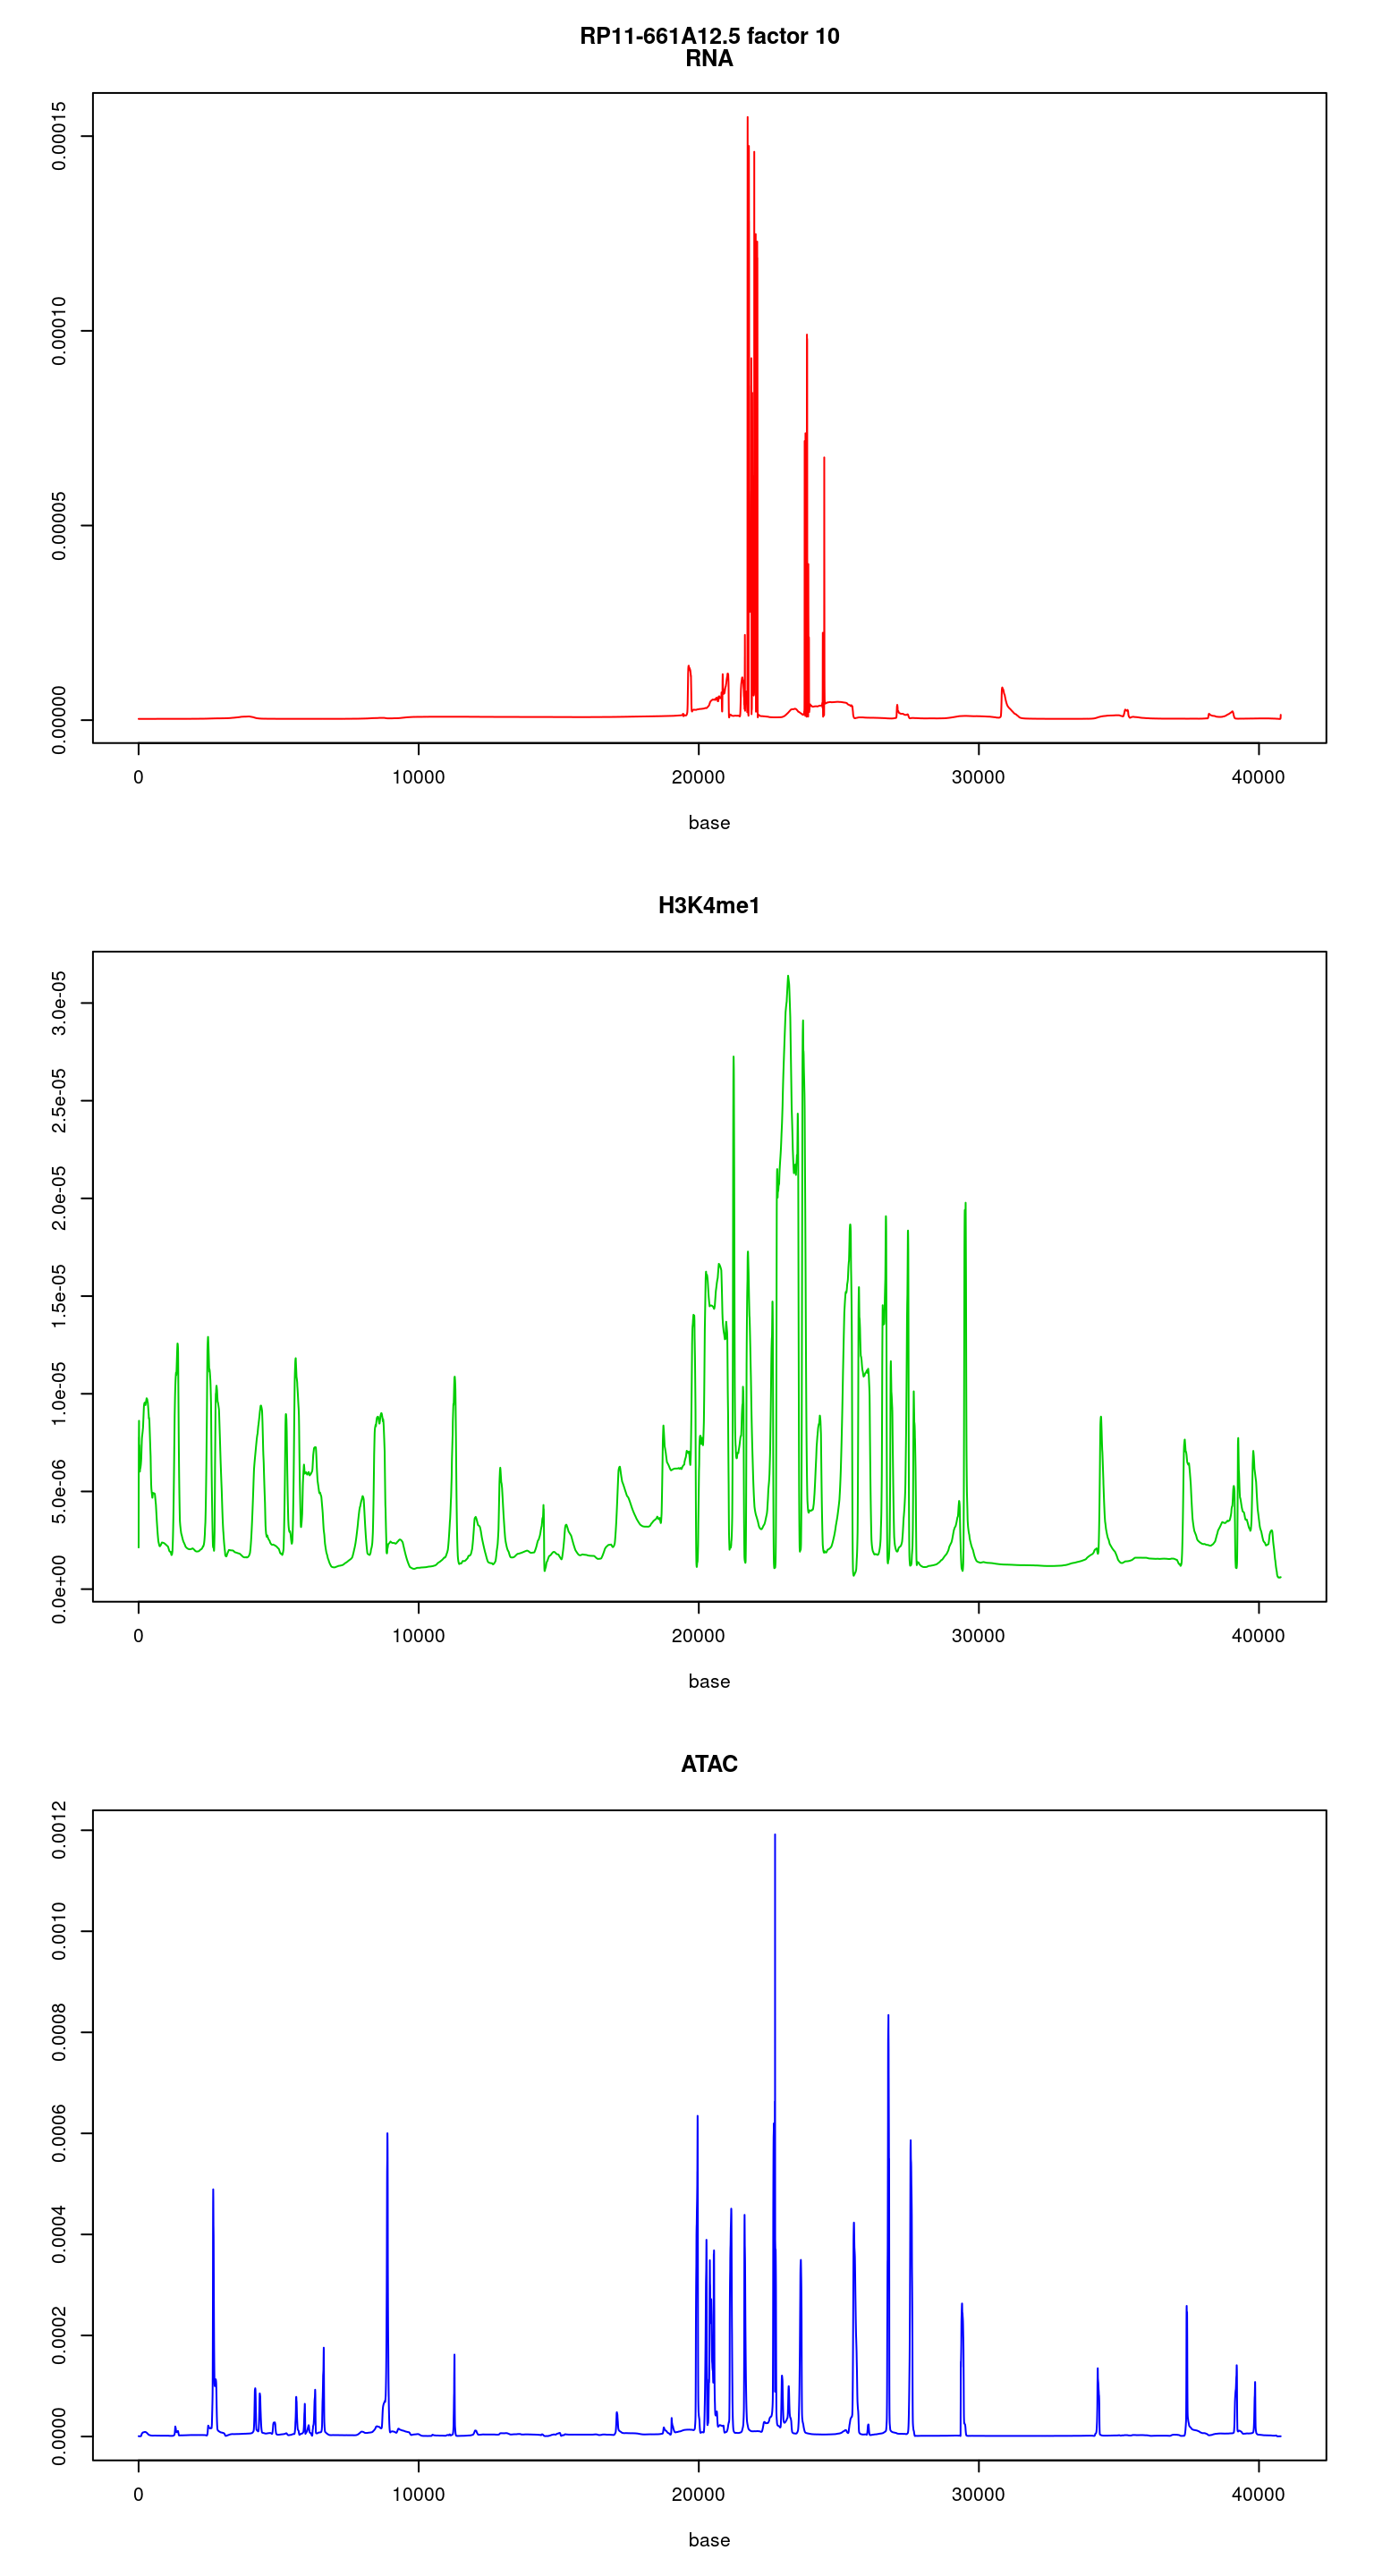 RP11-661A12.5 factor 10
RNA
0.00015
0.00010
0.00005
0.00000
0 10000 20000 30000 40000
base
H3K4me1
3.0e-05
2.5e-05
2.0e-05
1.5e-05
1.0e-05
5.0e-06
0.0e+00
0 10000 20000 30000 40000
base
ATAC
0.0012
0.0010
0.0008
0.0006
0.0004
0.0002
0.0000
0 10000 20000 30000 40000
base